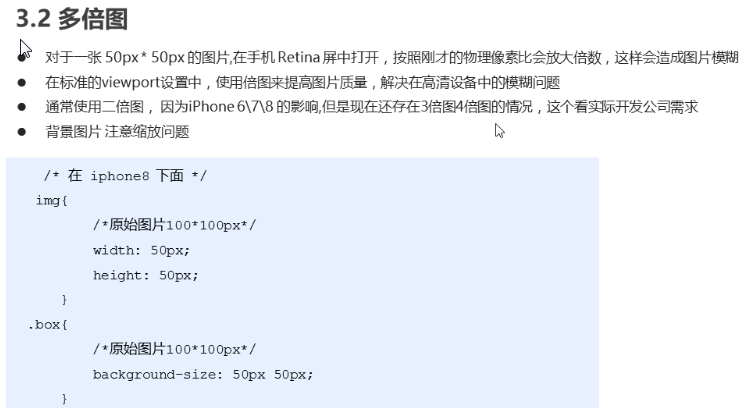 3.2 多倍图
● 对于一张 50px * 50px 的图片,在手机 Retina 屏中打开，按照刚才的物理像素比会放大倍数，这样会造成图片模糊
● 在标准的viewport设置中，使用倍图来提高图片质量，解决在高清设备中的模糊问题
● 通常使用二倍图， 因为iPhone 6\7\8 的影响,但是现在还存在3倍图4倍图的情况，这个看实际开发公司需求
● 背景图片 注意缩放问题
/* 在 iphone8 下面 */
img{
/*原始图片100*100px*/
width: 50px;
height: 50px;
}
.box{
/*原始图片100*100px*/
background-size: 50px 50px;
}